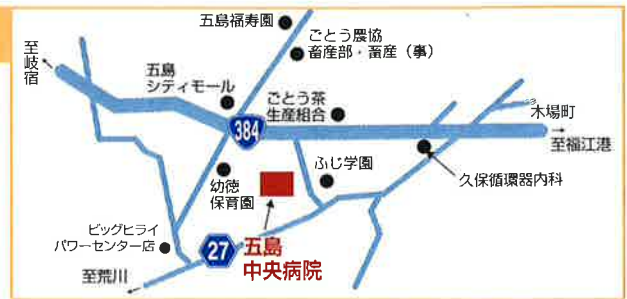 五島福寿園
ごとう農協
畜産部・畜産（事）
至岐宿
五島
シティモール
ごとう茶
生産組合
木場町
384
至福江港
ふじ学園
久保循環器内科
幼徳
保育園
ビッグヒライ
パワーセンター店
27
五島
中央病院
至荒川